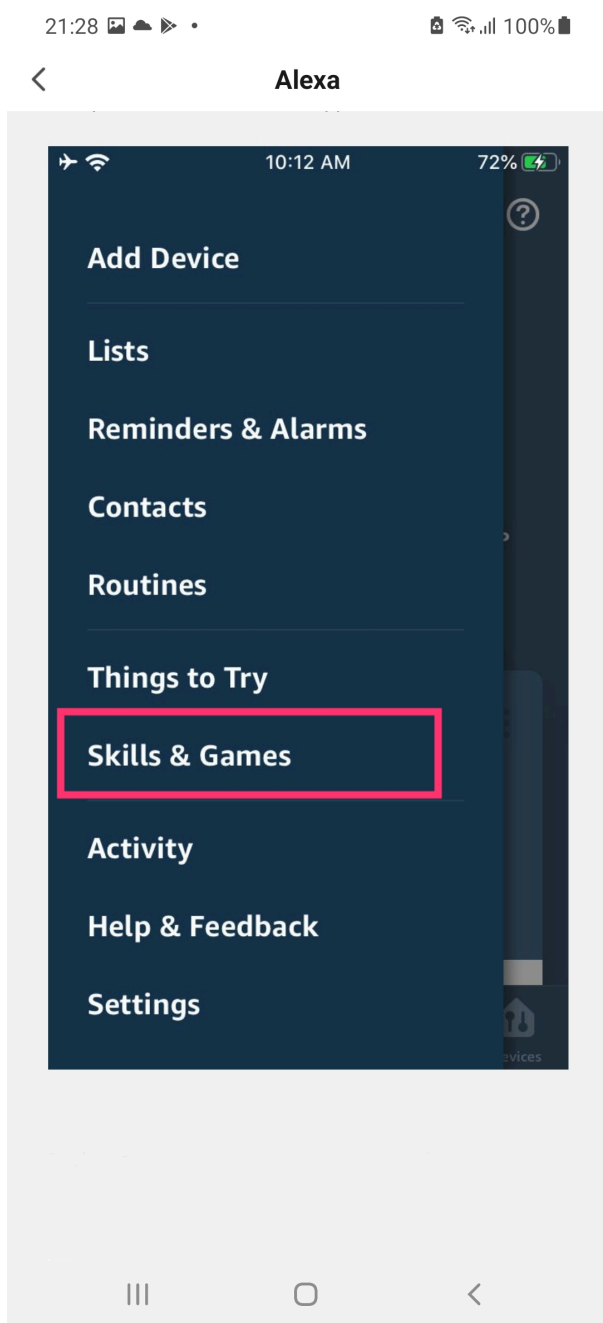 21:28
100%
Alexa
10:12 AM
72%
Add Device
Lists
Reminders & Alarms
Contacts
Routines
Things to Try
Skills & Games
Activity
Help & Feedback
Settings
evices